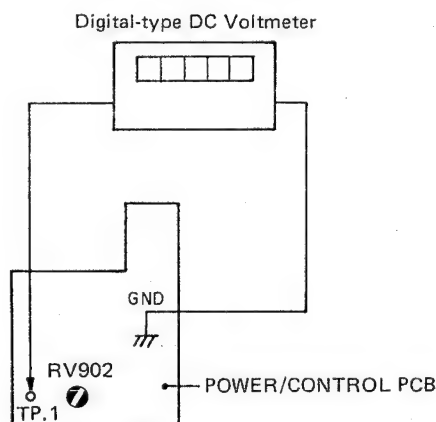 Digital-type DC Voltmeter
GND
RV902
7
TP.1
POWER/CONTROL PCB